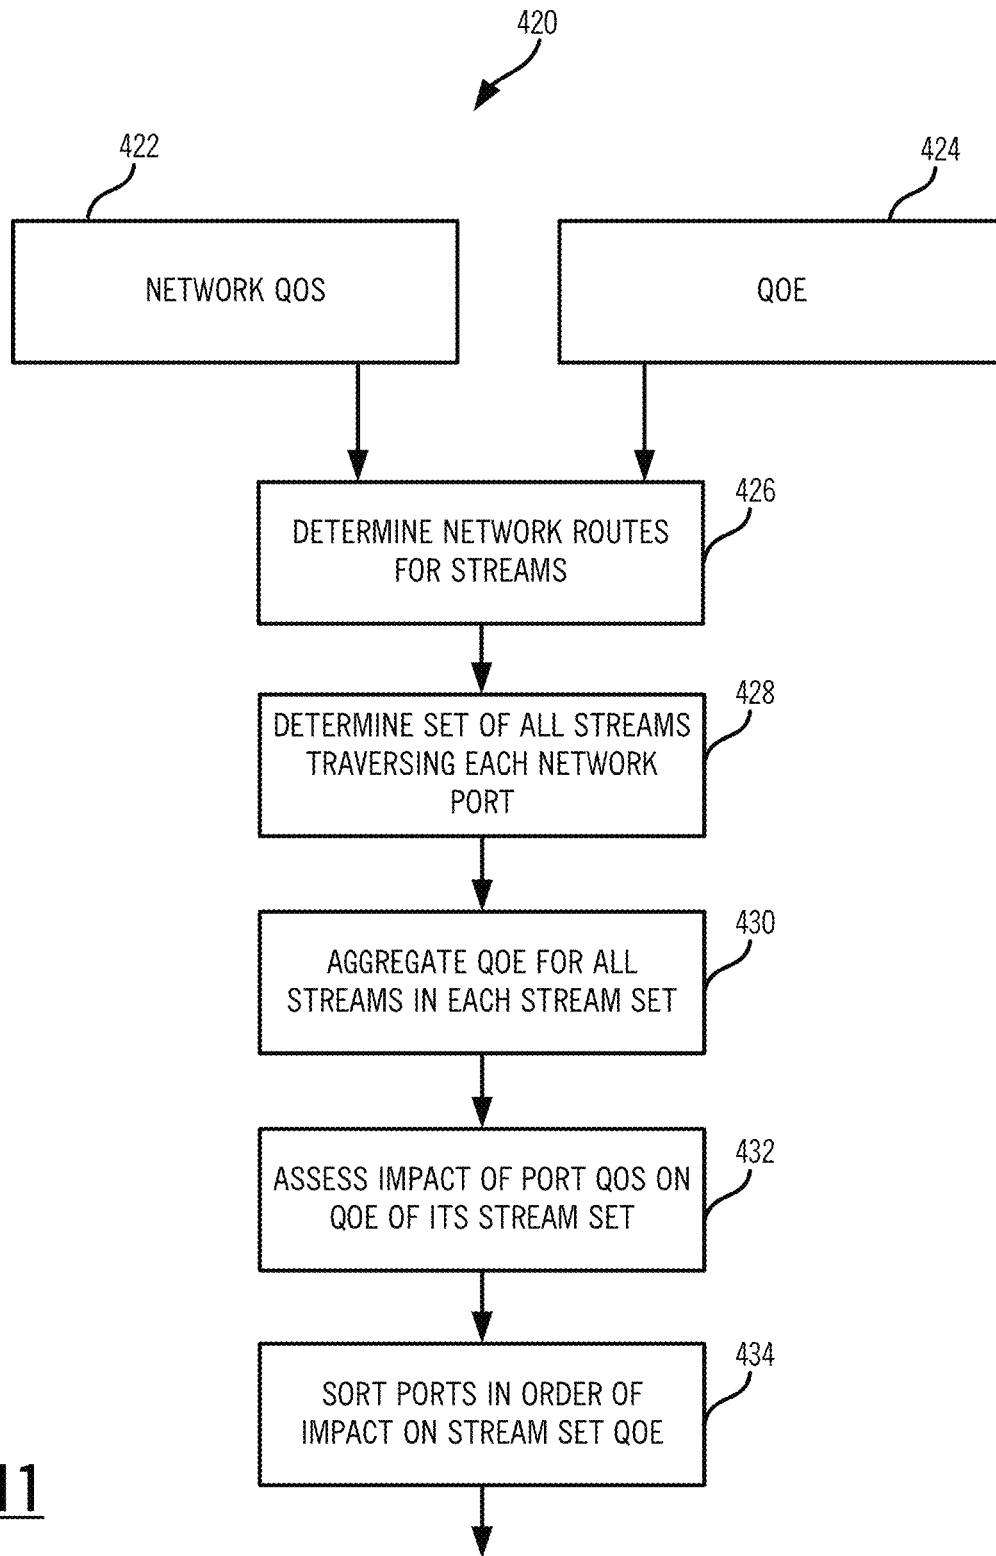 420
422
424
NETWORK QOS
QOE
426
DETERMINE NETWORK ROUTES
FOR STREAMS
428
DETERMINE SET OF ALL STREAMS
TRAVERSING EACH NETWORK
PORT
430
AGGREGATE QOE FOR ALL
STREAMS IN EACH STREAM SET
432
ASSESS IMPACT OF PORT QOS ON
QOE OF ITS STREAM SET
434
SORT PORTS IN ORDER OF
IMPACT ON STREAM SET QOE
11